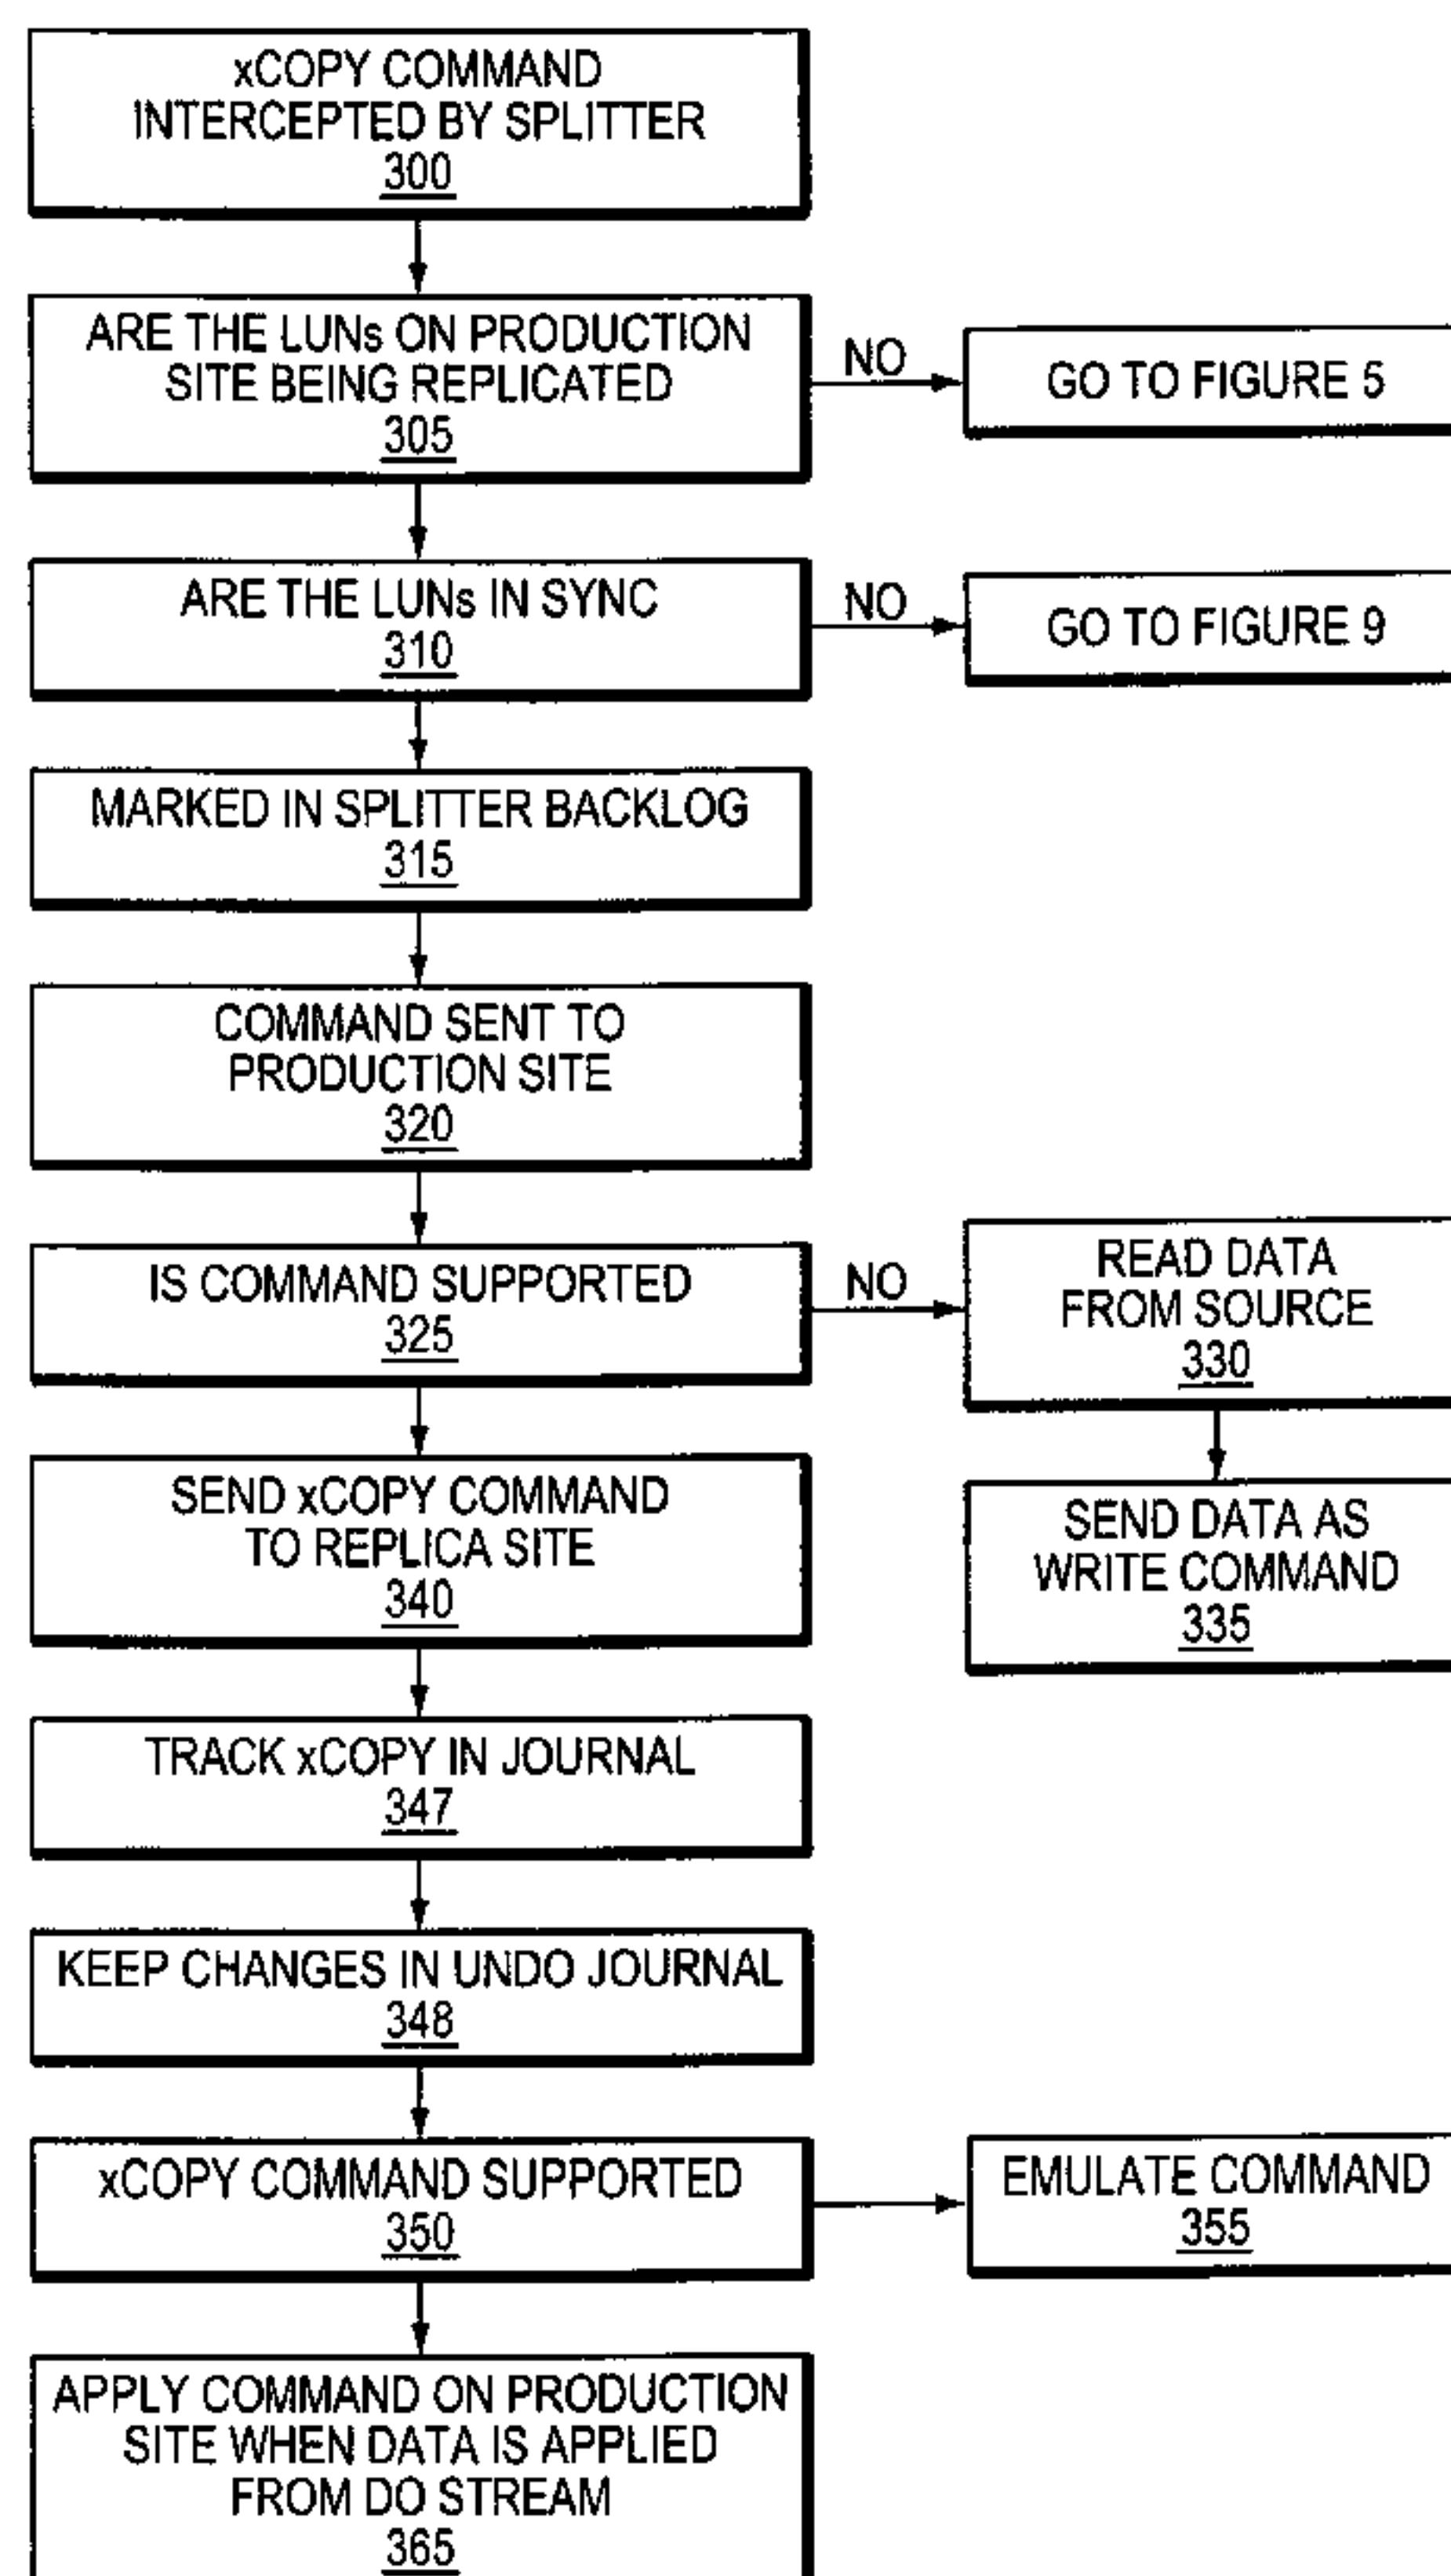 xCOPY COMMAND
INTERCEPTED BY SPLITTER
300
ARE THE LUNs ON PRODUCTION
SITE BEING REPLICATED
305
NO
GO TO FIGURE 5
ARE THE LUNs IN SYNC
310
NO
GO TO FIGURE 9
MARKED IN SPLITTER BACKLOG
315
COMMAND SENT TO
PRODUCTION SITE
320
IS COMMAND SUPPORTED
325
NO
READ DATA
FROM SOURCE
330
SEND DATA AS
WRITE COMMAND
335
SEND xCOPY COMMAND
TO REPLICA SITE
340
TRACK xCOPY IN JOURNAL
347
KEEP CHANGES IN UNDO JOURNAL
348
xCOPY COMMAND SUPPORTED
350
EMULATE COMMAND
355
APPLY COMMAND ON PRODUCTION
SITE WHEN DATA IS APPLIED
FROM DO STREAM
365